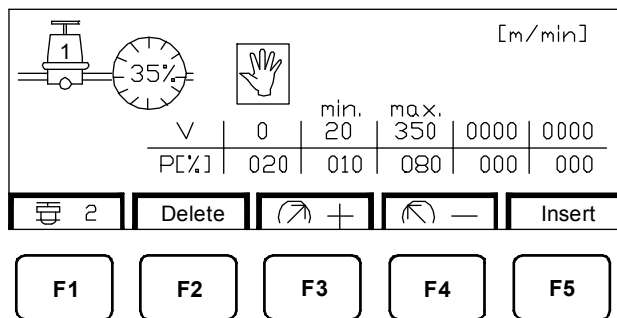 [m/min]
1
35%
min. max.
V 0 20 350 0000 0000
P[%] 020 010 080 000 000
2 Delete + − Insert
F1 F2 F3 F4 F5